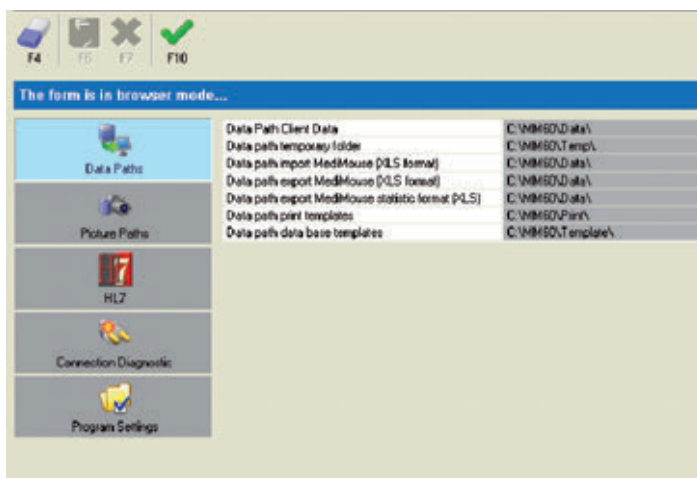 F4 F6 F7 F10
The form is in browser mode...
Data Paths
Picture Paths
HL7
Connection Diagnostic
Program Settings
Data Path Client Data C:\MM60\Data\
Data path temporary folder C:\MM60\Temp\
Data path import MediMouse (XLS format) C:\MM60\Data\
Data path export MediMouse (XLS format) C:\MM60\Data\
Data path export MediMouse statistic format (XLS) C:\MM60\Data\
Data path print templates C:\MM60\Print\
Data path data base templates C:\MM60\Template\